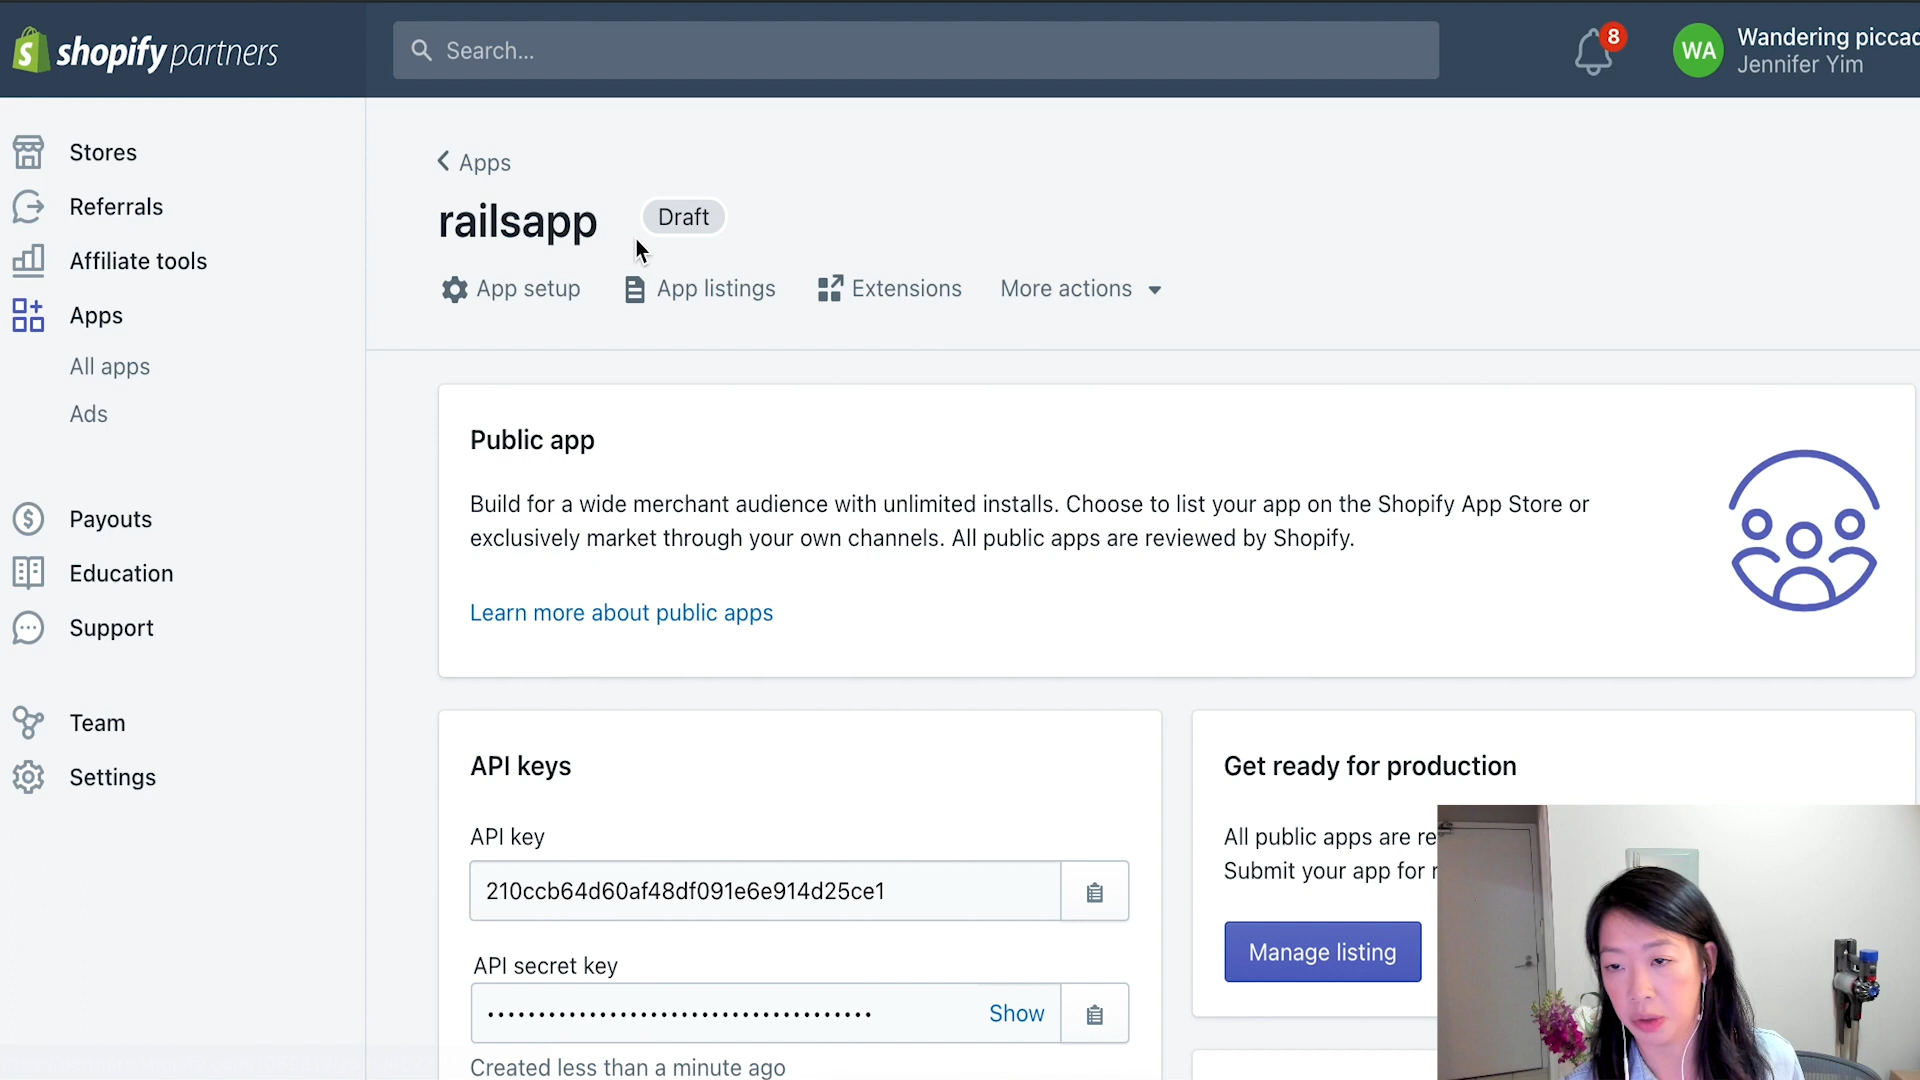 shopify partners
Search...
8
WA
Wandering piccad
Jennifer Yim
Stores
Referrals
Affiliate tools
Apps
All apps
Ads
Payouts
Education
Support
Team
Settings
Apps
railsapp
Draft
App setup
App listings
Extensions
More actions
Public app
Build for a wide merchant audience with unlimited installs. Choose to list your app on the Shopify App Store or
exclusively market through your own channels. All public apps are reviewed by Shopify.
Learn more about public apps
API keys
API key
210ccb64d60af48df091e6e914d25ce1
API secret key
••••••••••••••••••••••••••••••••••••••
Show
Created less than a minute ago
Get ready for production
All public apps are re
Submit your app for r
Manage listing